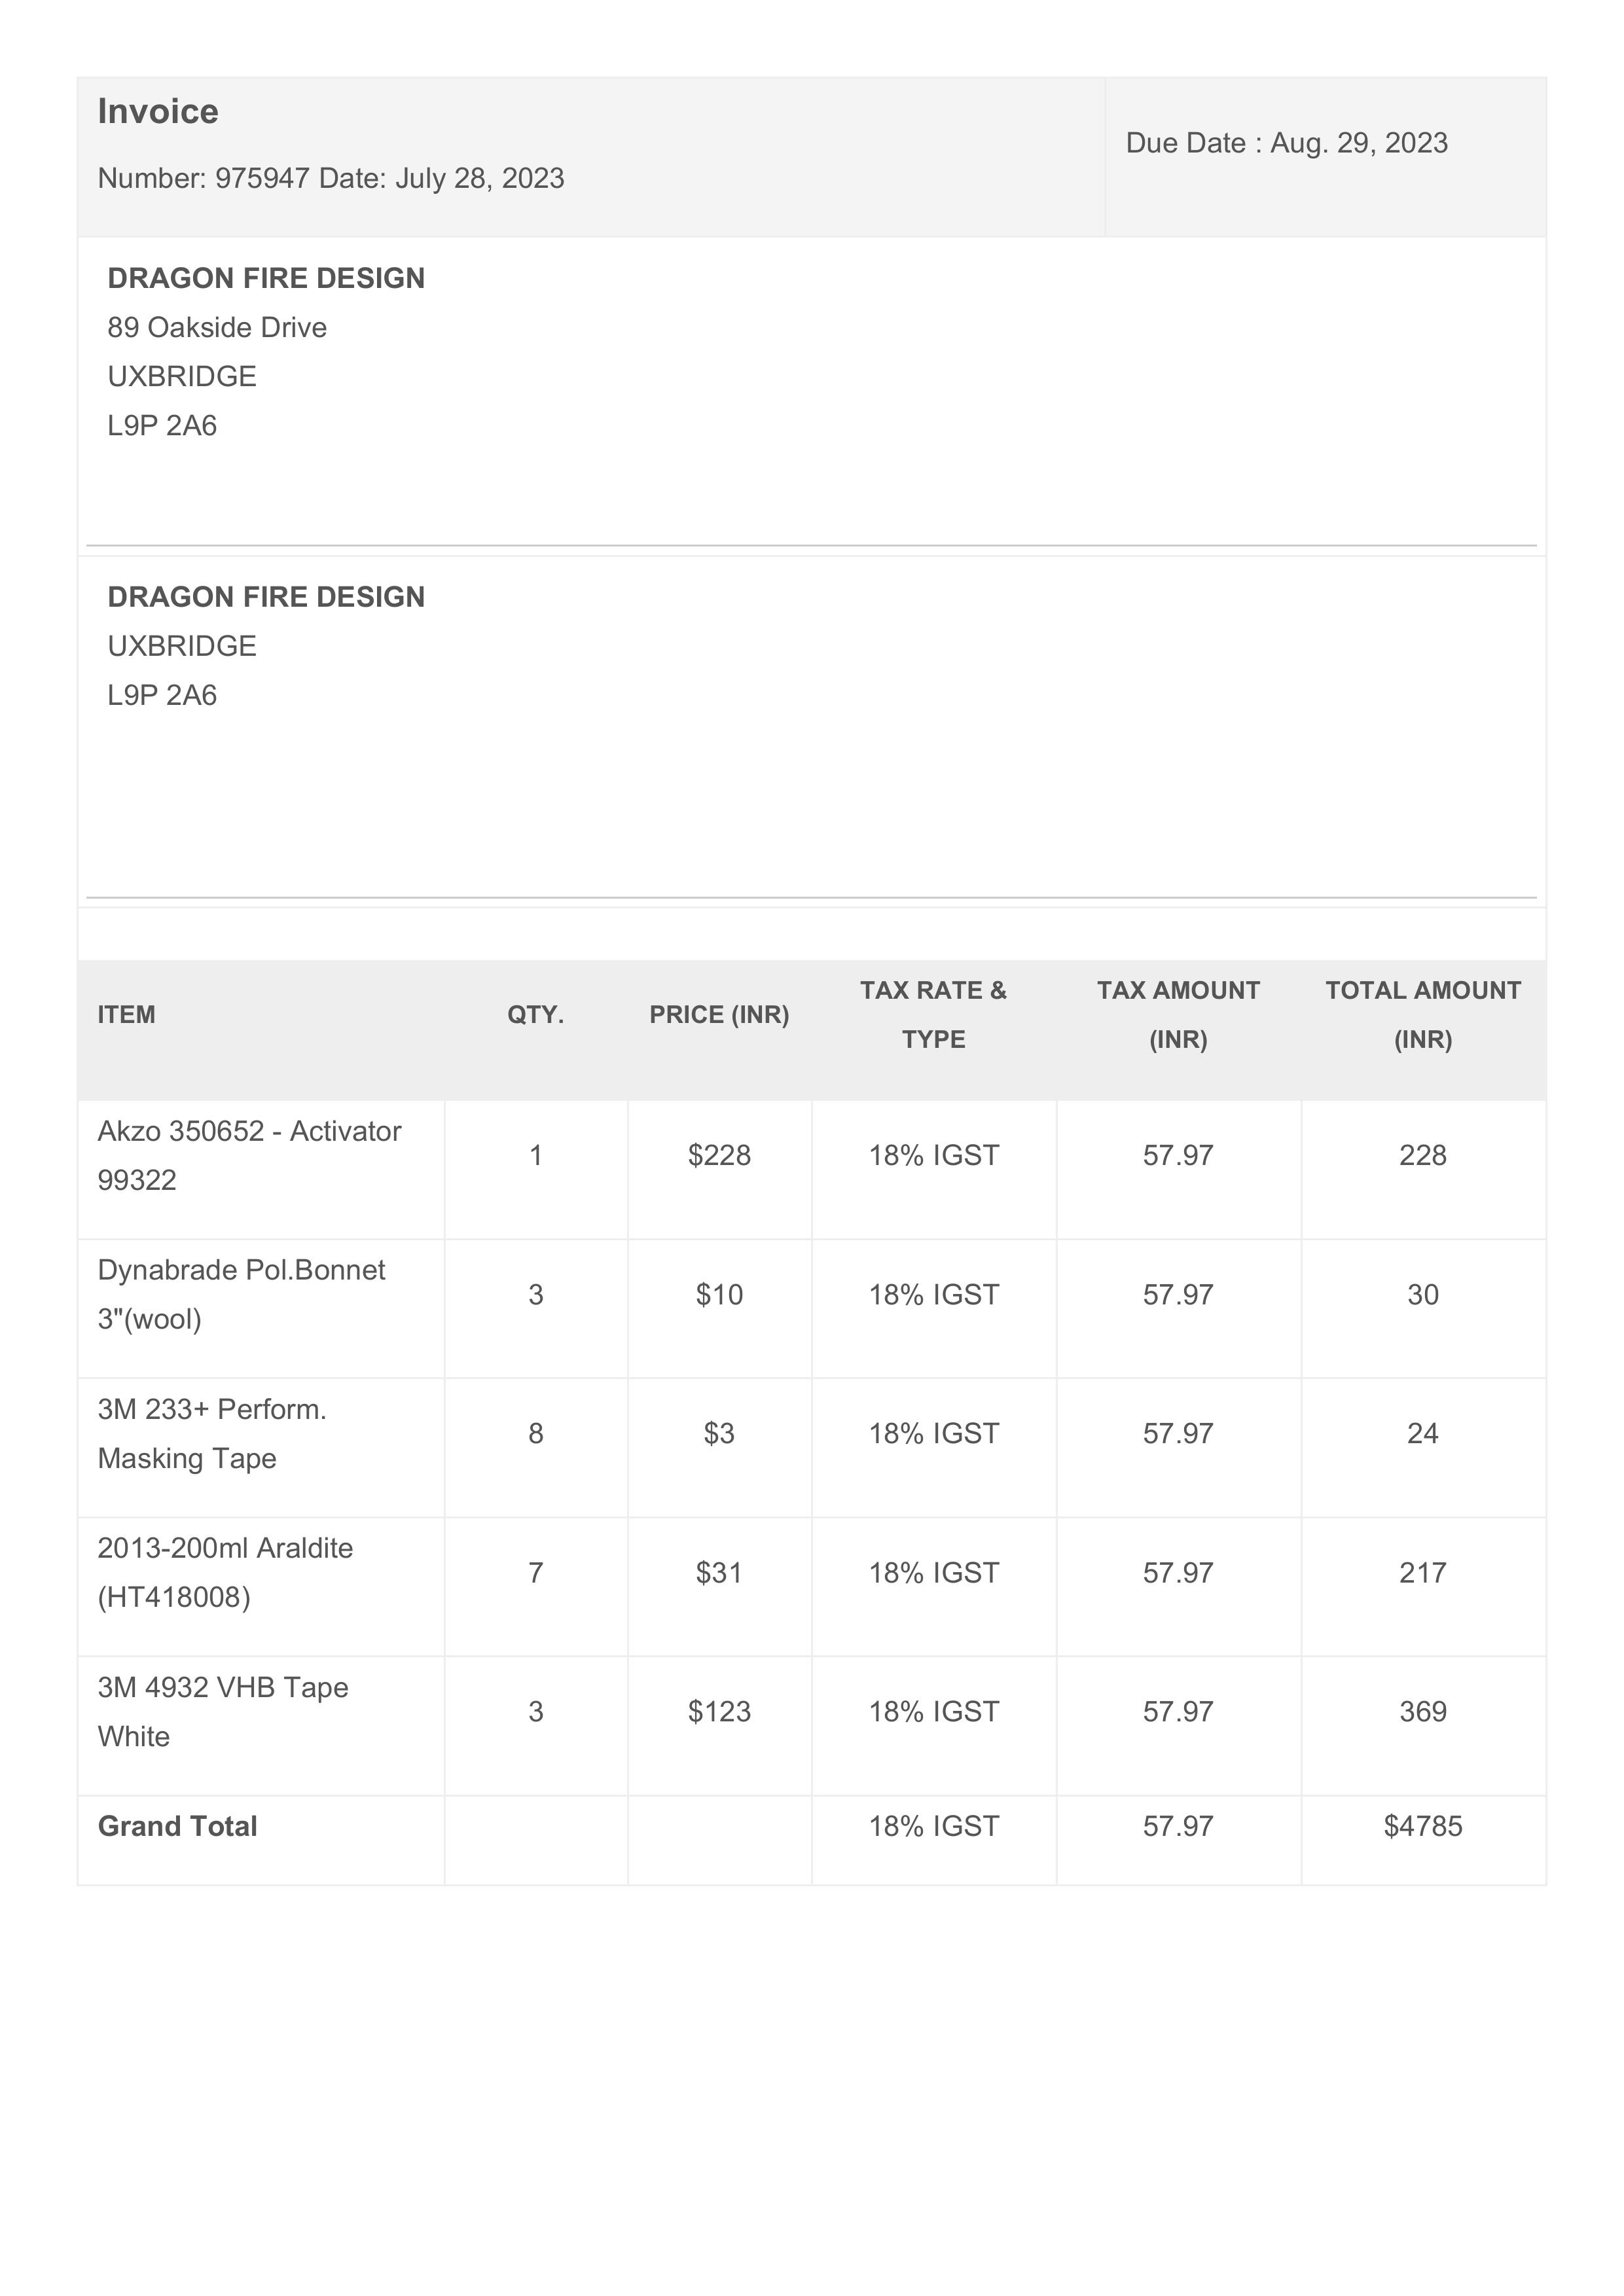 Invoice
Number: 975947 Date: July 28, 2023
Due Date : Aug. 29, 2023
DRAGON FIRE DESIGN
89 Oakside Drive
UXBRIDGE
L9P 2A6
DRAGON FIRE DESIGN
UXBRIDGE
L9P 2A6
ITEM QTY. PRICE (INR) TAX RATE & TYPE TAX AMOUNT (INR) TOTAL AMOUNT (INR)
Akzo 350652 - Activator 99322 1 $228 18% IGST 57.97 228
Dynabrade Pol.Bonnet 3"(wool) 3 $10 18% IGST 57.97 30
3M 233+ Perform. Masking Tape 8 $3 18% IGST 57.97 24
2013-200ml Araldite (HT418008) 7 $31 18% IGST 57.97 217
3M 4932 VHB Tape White 3 $123 18% IGST 57.97 369
Grand Total 18% IGST 57.97 $4785